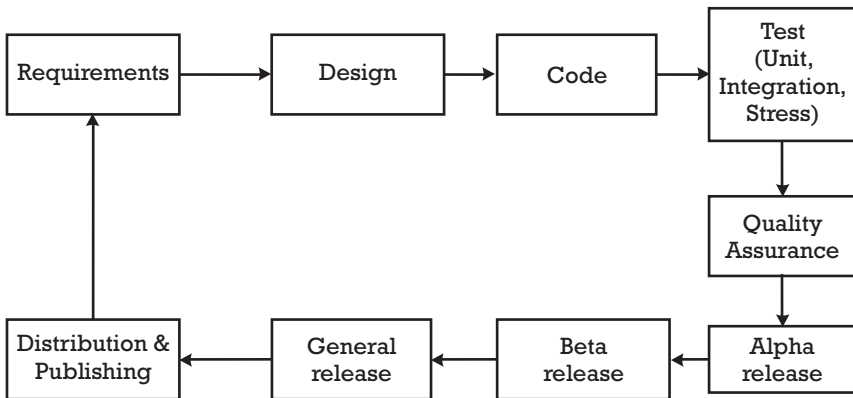 Requirements
Design
Code
Test
(Unit,
Integration,
Stress)
Quality
Assurance
Alpha
release
Beta
release
General
release
Distribution &
Publishing